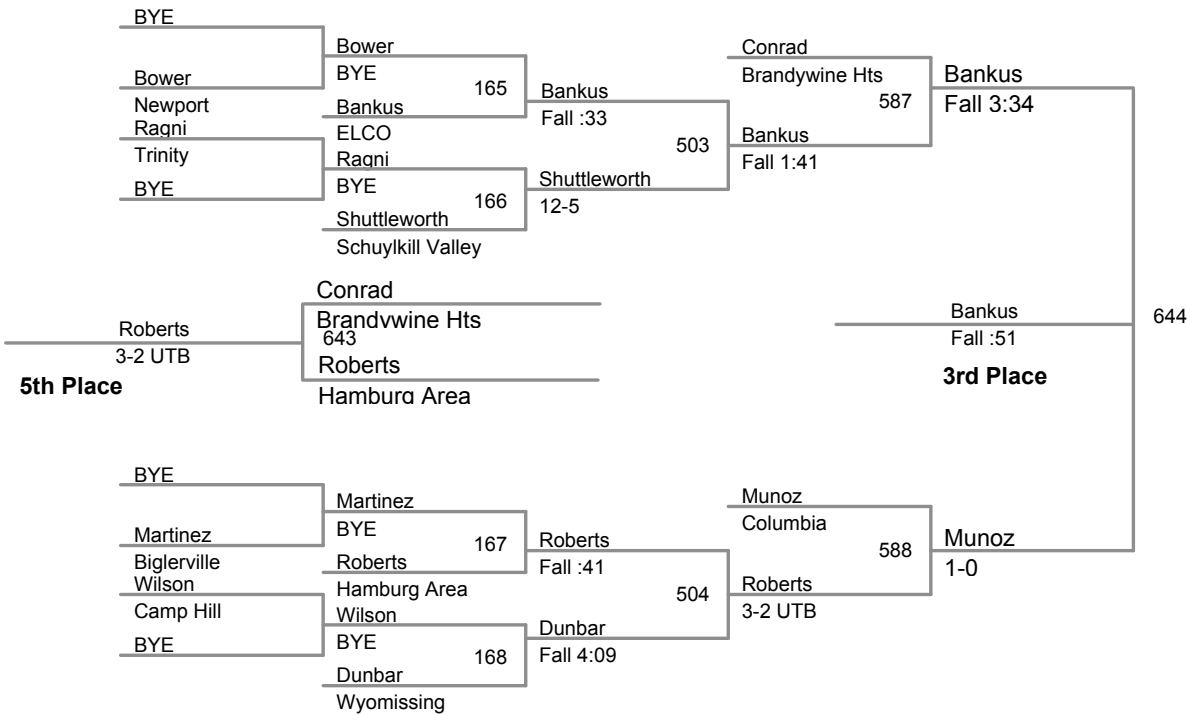 BYE
Bower
Newport
Ragni
Trinity
BYE
Bower
BYE
165
Bankus
ELCO
Ragni
BYE
166
Shuttleworth
Schuylkill Valley
Bankus
Fall :33
503
Shuttleworth
12-5
Conrad
Brandywine Hts
587
Bankus
Fall 1:41
Bankus
Fall 3:34
Conrad
Brandywine Hts
643
Roberts
Hamburg Area
Roberts
3-2 UTB
5th Place
Bankus
Fall :51
3rd Place
644
BYE
Martinez
Biglerville
Wilson
Camp Hill
BYE
Martinez
BYE
167
Roberts
Hamburg Area
Wilson
BYE
168
Dunbar
Wyomissing
Roberts
Fall :41
504
Dunbar
Fall 4:09
Munoz
Columbia
588
Roberts
3-2 UTB
Munoz
1-0